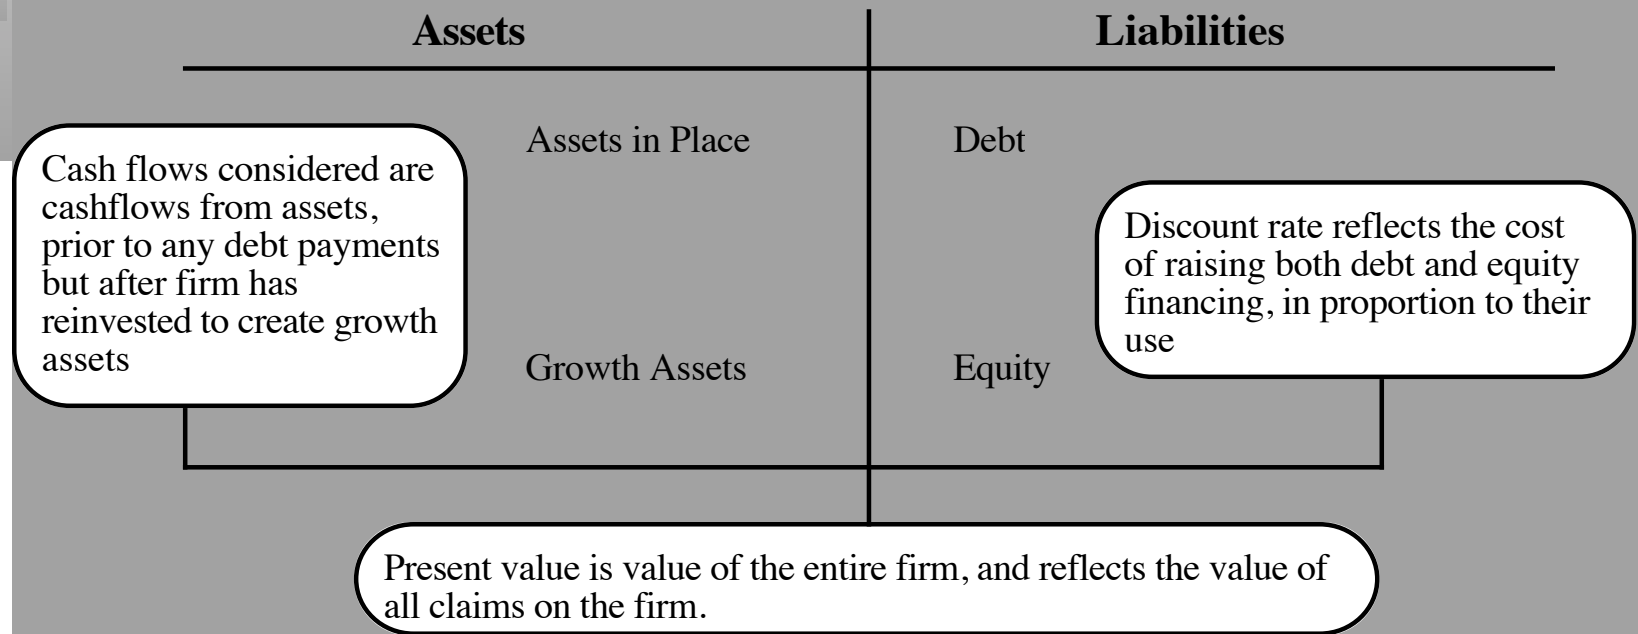 Assets
Liabilities
Assets in Place
Debt
Cash flows considered are
cashflows from assets,
prior to any debt payments
but after firm has
reinvested to create growth
assets
Discount rate reflects the cost
of raising both debt and equity
financing, in proportion to their
use
Growth Assets
Equity
Present value is value of the entire firm, and reflects the value of
all claims on the firm.